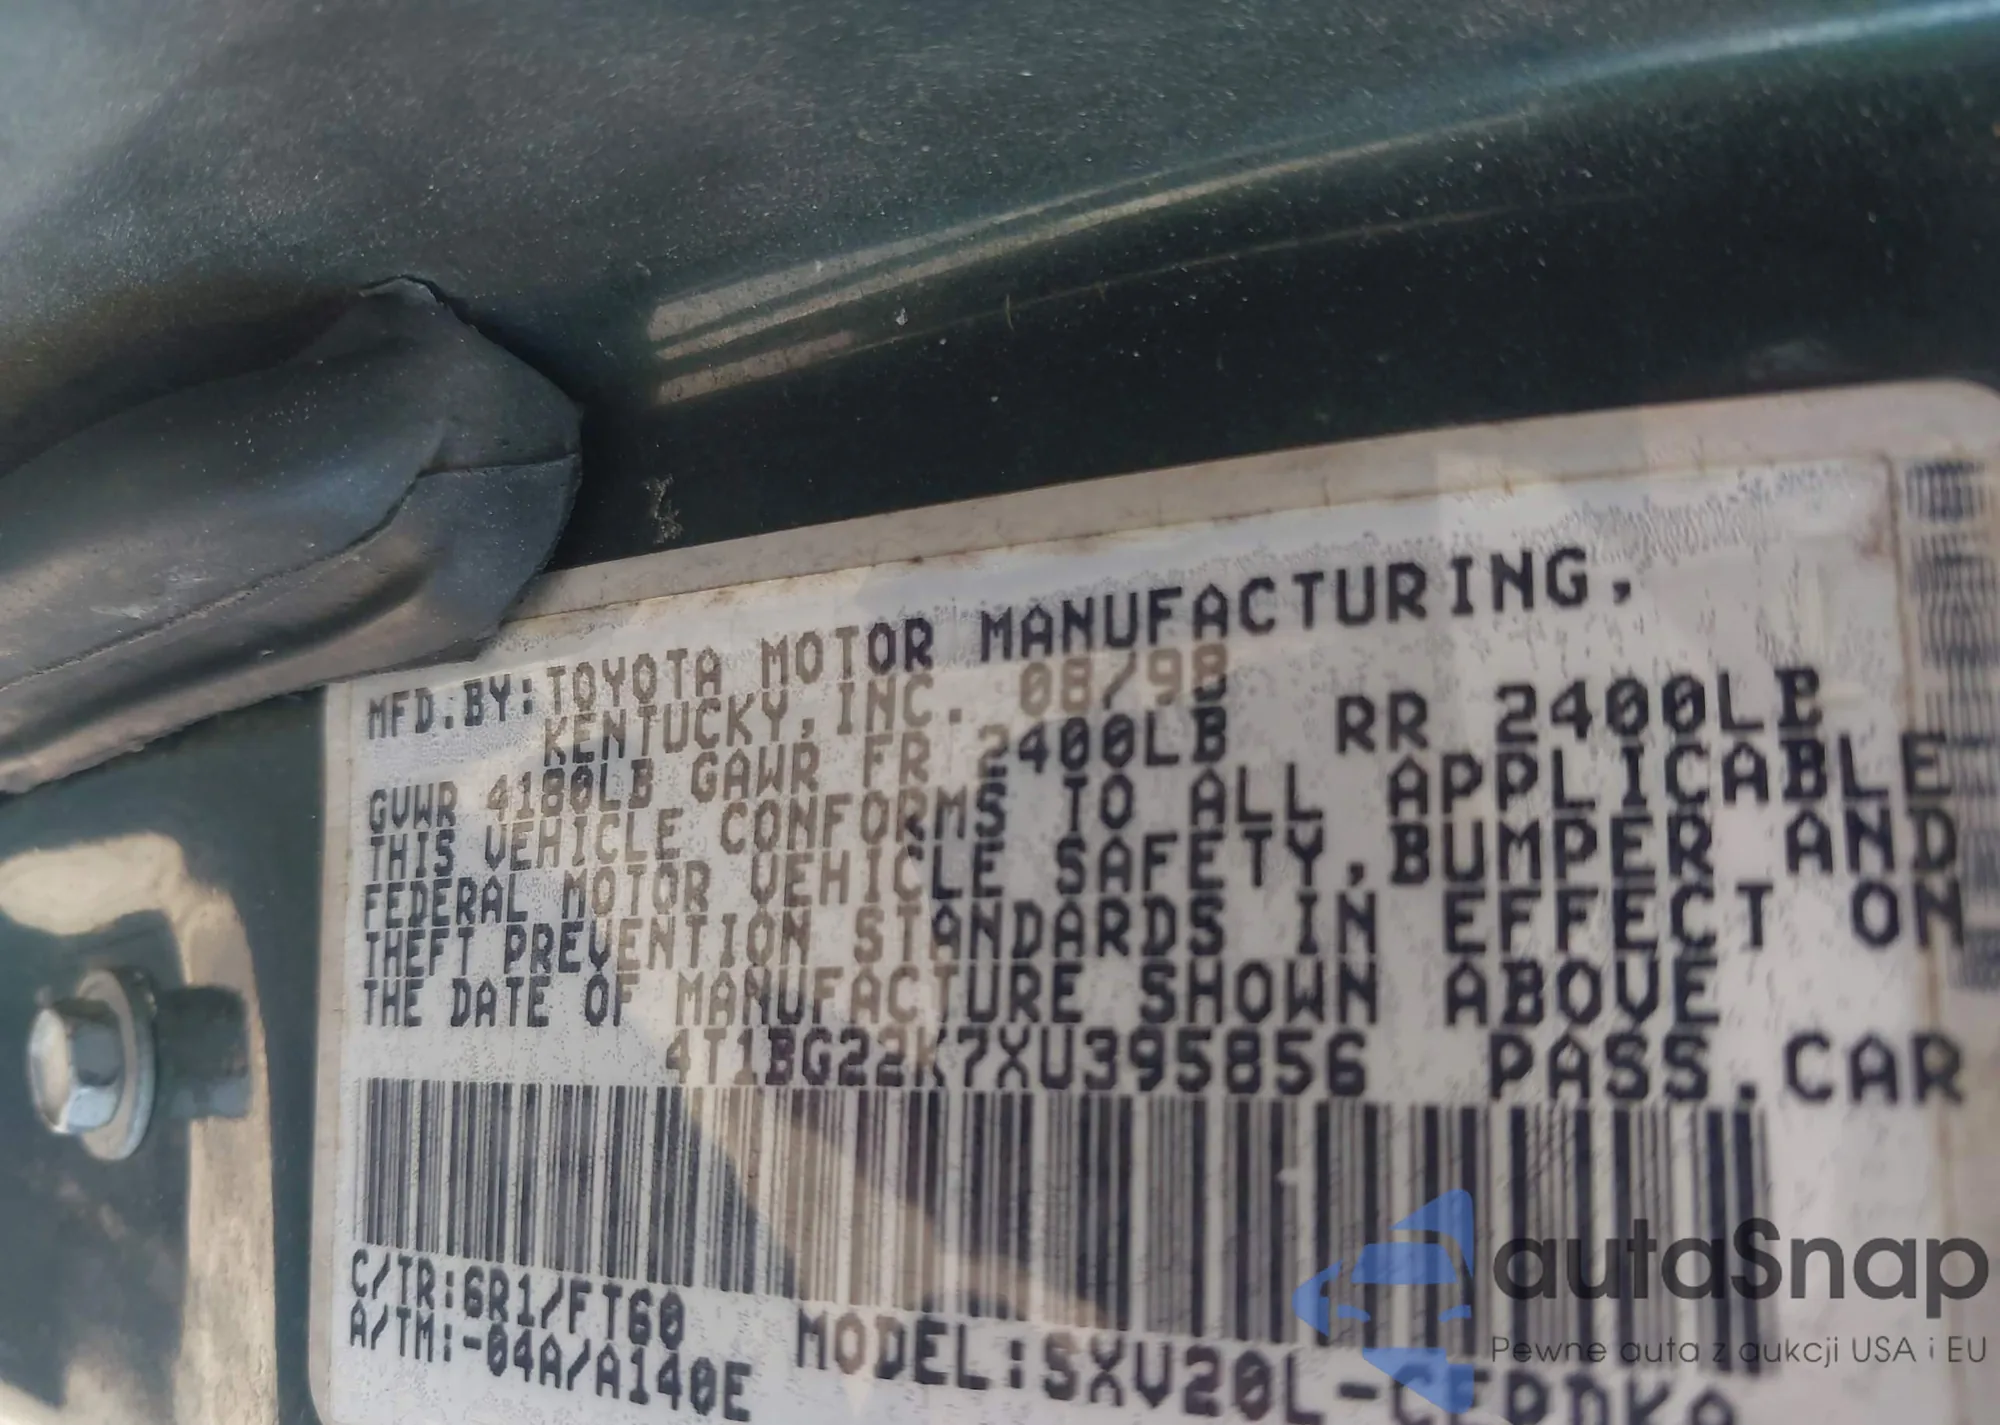 MFD.BY:TOYOTA MOTOR MANUFACTURING,
KENTUCKY,INC. 08/98
GVWR 4180LB GAWR FR 2400LB RR 2400LB
THIS VEHICLE CONFORMS TO ALL APPLICABLE
FEDERAL MOTOR VEHICLE SAFETY,BUMPER AND
THEFT PREVENTION STANDARDS IN EFFECT ON
THE DATE OF MANUFACTURE SHOWN ABOVE
4T1BG22K7XU395856 PASS.CAR
C/TR:6R1/FT60
A/TM:-04A/A140E
MODEL:SXV20L-CEPDKA
autaSnap
Pewne auta z aukcji USA i EU